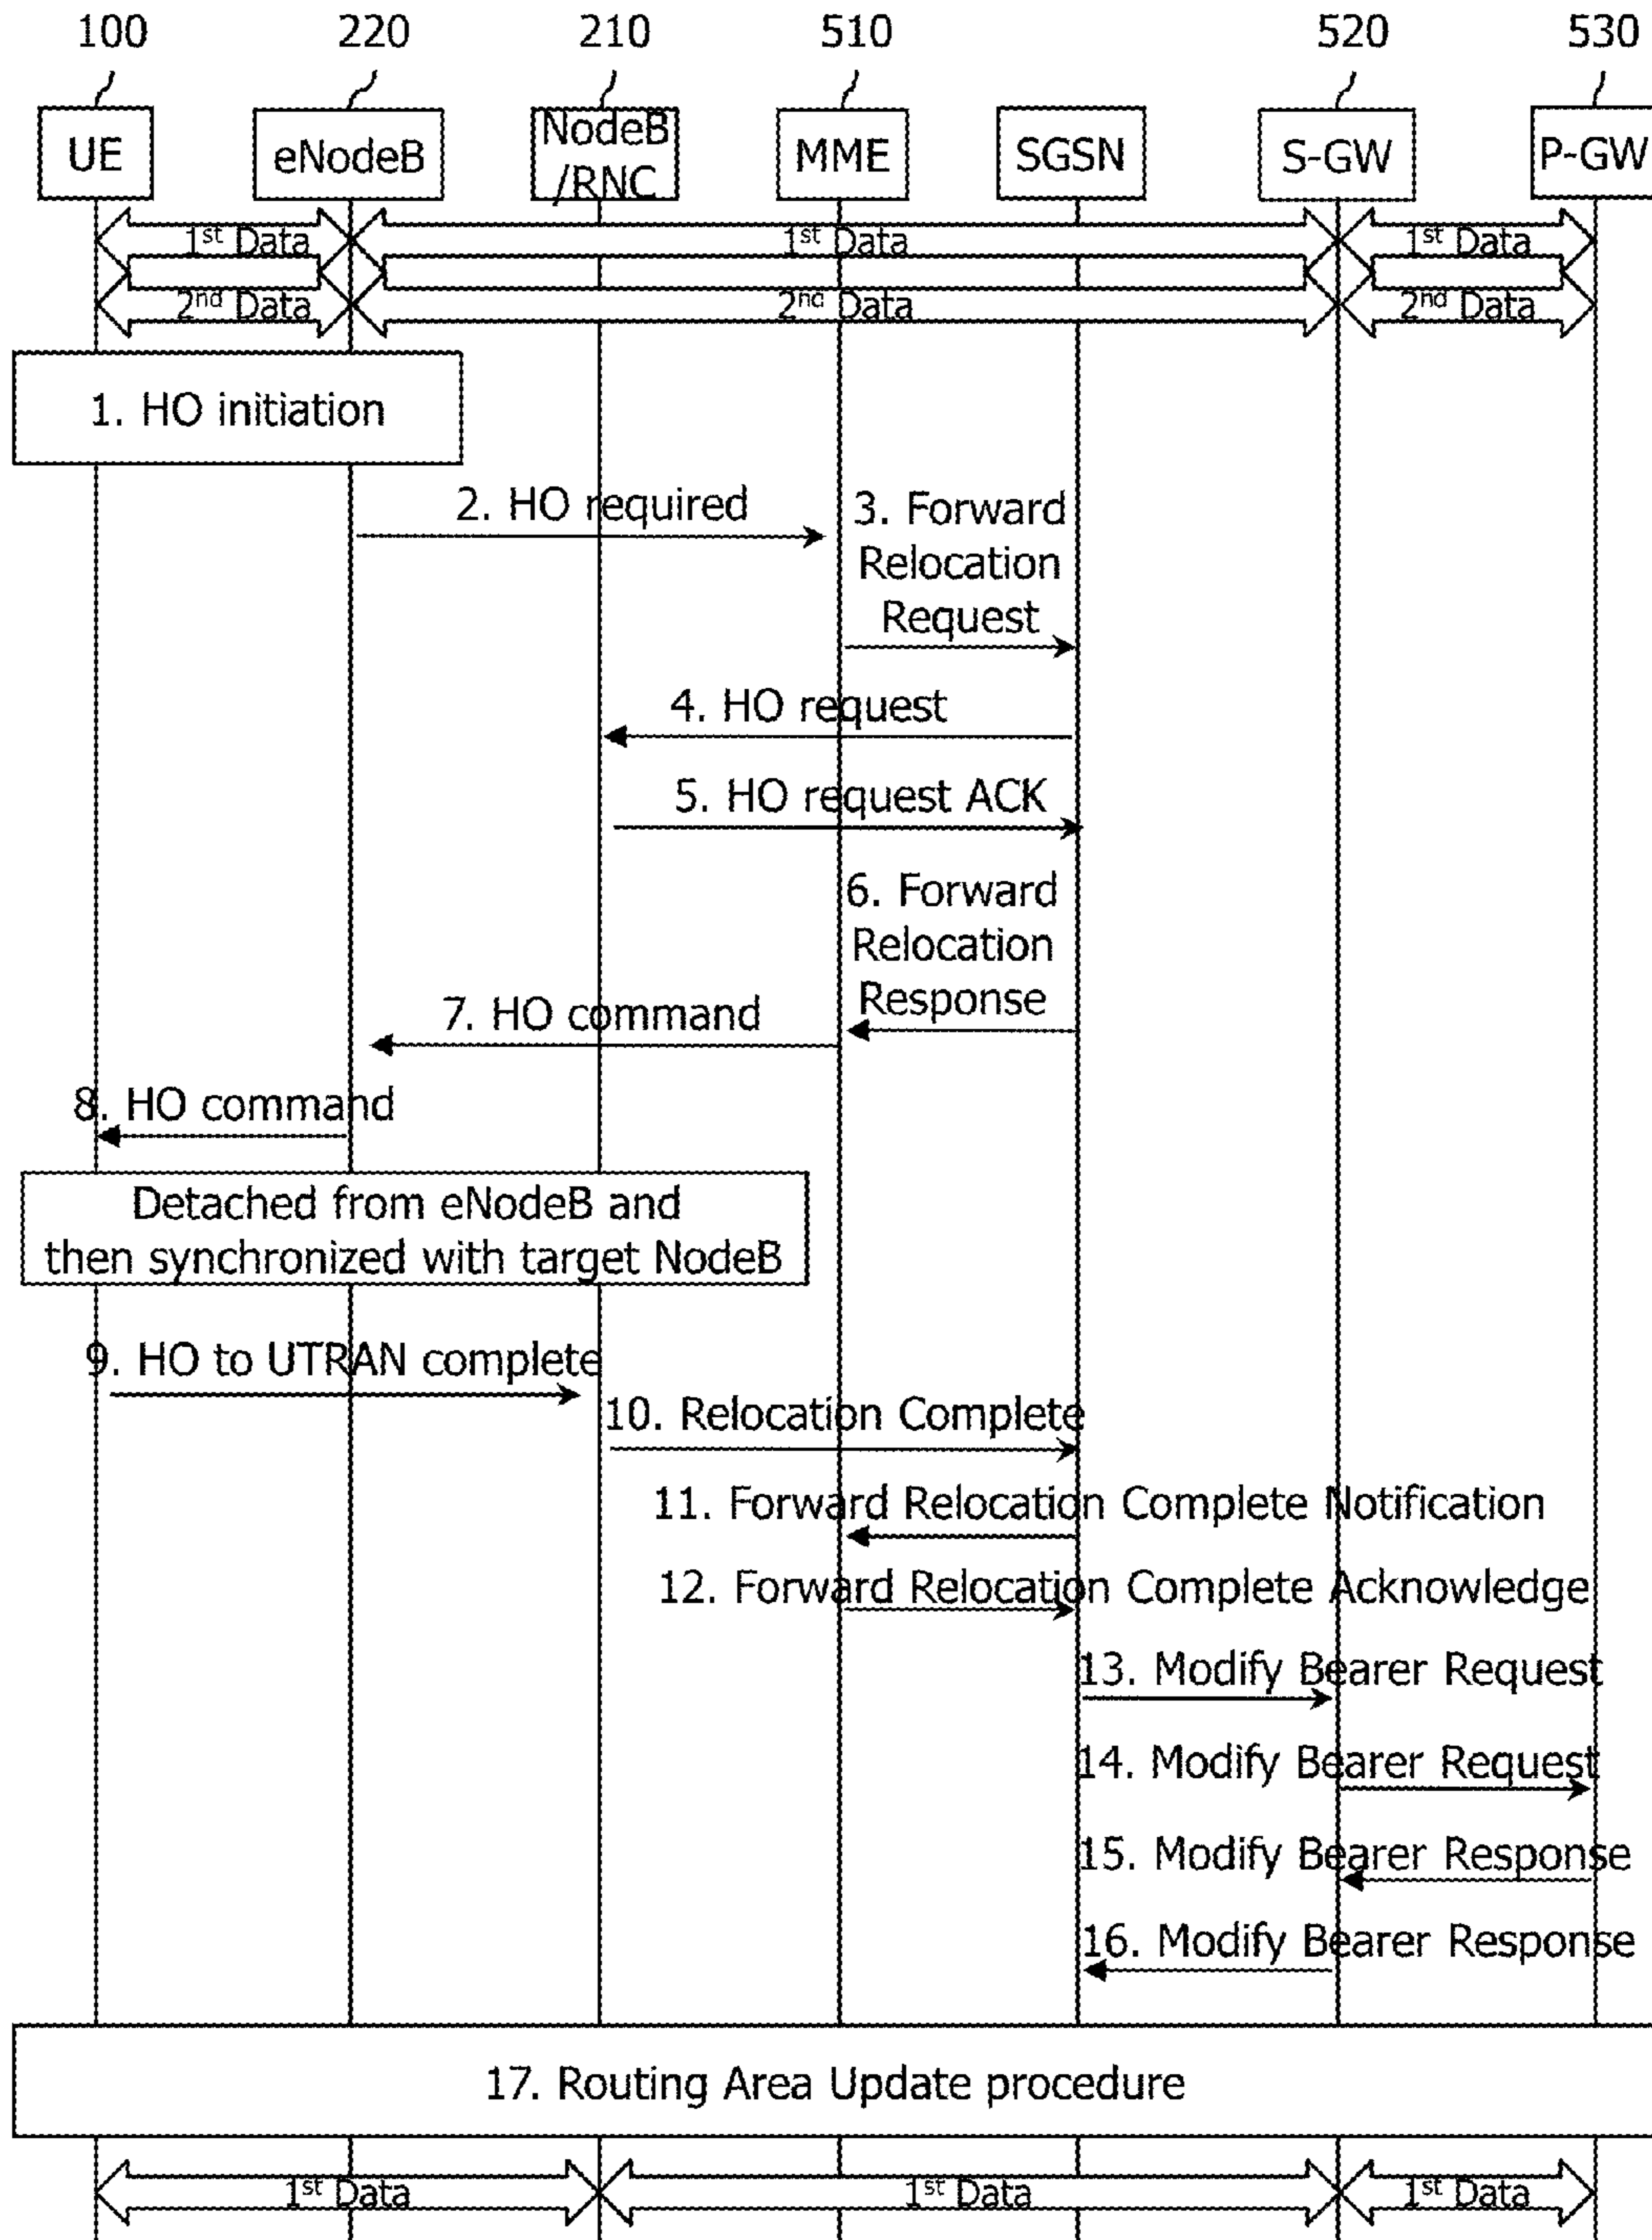 100 220 210 510 520 530
UE eNodeB NodeB MME SGSN S-GW P-GW
/RNC
1st Data 1st Data 1st Data
2nd Data 2nd Data 2nd Data
1. HO initiation
2. HO required
3. Forward
Relocation
Request
4. HO request
5. HO request ACK
6. Forward
Relocation
Response
7. HO command
8. HO command
Detached from eNodeB and
then synchronized with target NodeB
9. HO to UTRAN complete
10. Relocation Complete
11. Forward Relocation Complete Notification
12. Forward Relocation Complete Acknowledge
13. Modify Bearer Request
14. Modify Bearer Request
15. Modify Bearer Response
16. Modify Bearer Response
17. Routing Area Update procedure
1st Data 1st Data 1st Data